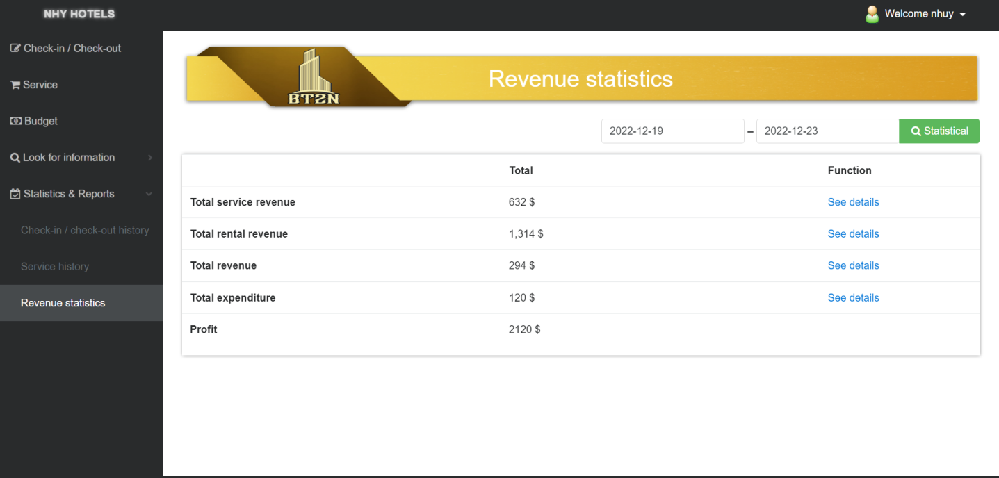 NHY HOTELS
Welcome nhuy
Check-in / Check-out
Service
Budget
Look for information
Statistics & Reports
Check-in / check-out history
Service history
Revenue statistics
BT2N
Revenue statistics
2022-12-19 – 2022-12-23 Statistical
Total Function
Total service revenue 632 $ See details
Total rental revenue 1,314 $ See details
Total revenue 294 $ See details
Total expenditure 120 $ See details
Profit 2120 $